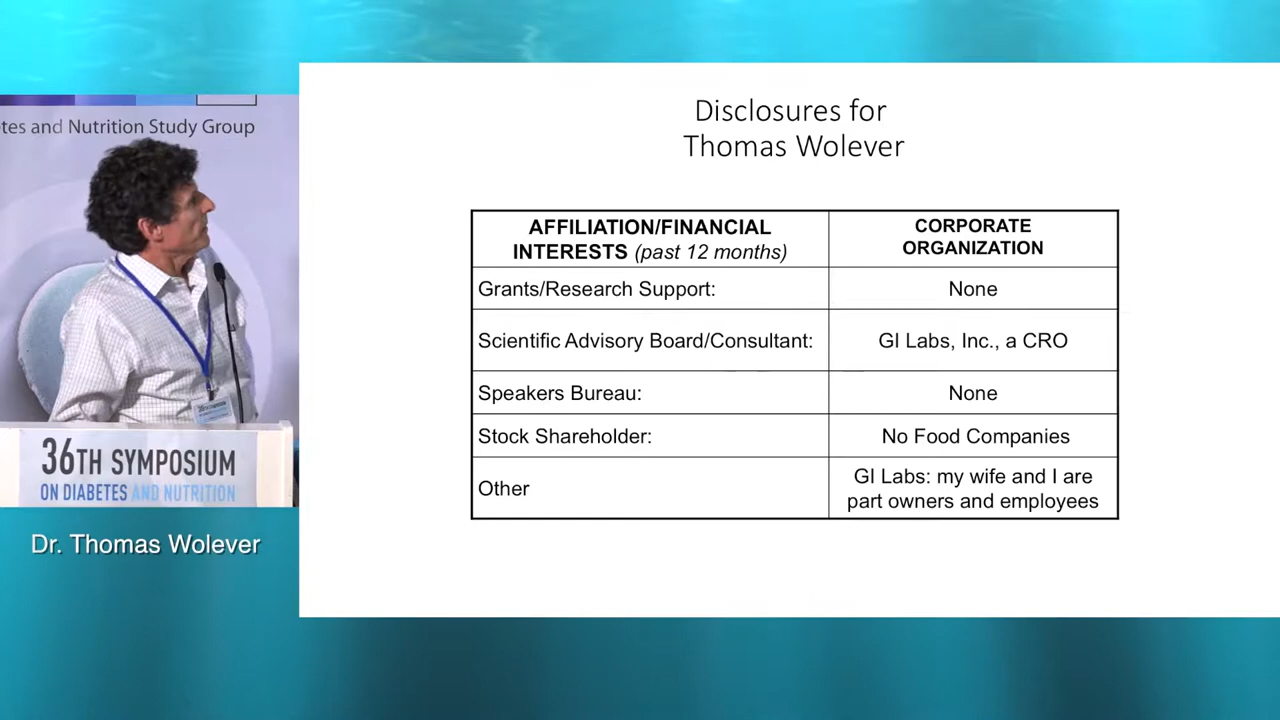 tes and Nutrition Study Group
36TH SYMPOSIUM
ON DIABETES AND NUTRITION
Dr. Thomas Wolever
Disclosures for
Thomas Wolever
AFFILIATION/FINANCIAL
INTERESTS (past 12 months)
CORPORATE
ORGANIZATION
Grants/Research Support:
None
Scientific Advisory Board/Consultant:
GI Labs, Inc., a CRO
Speakers Bureau:
None
Stock Shareholder:
No Food Companies
Other
GI Labs: my wife and I are
part owners and employees